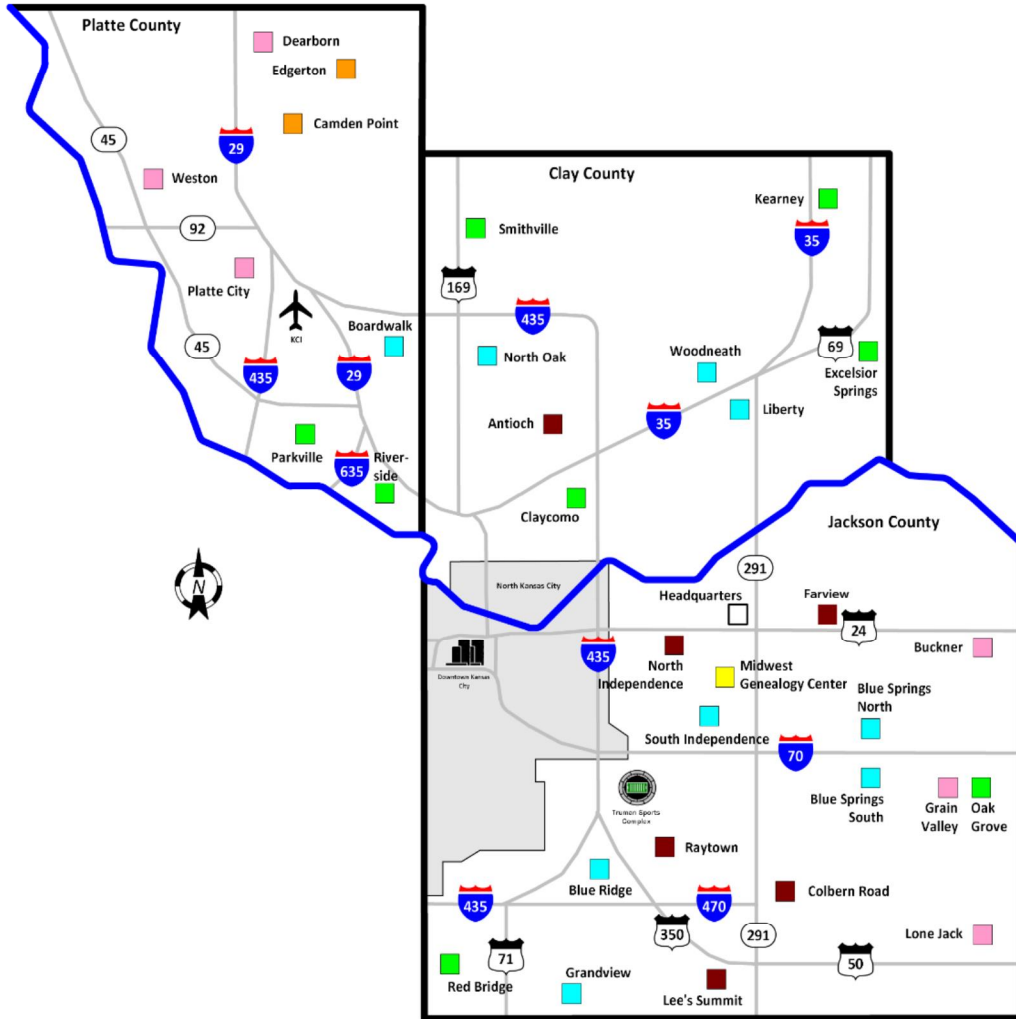 Platte County
Dearborn
Edgerton
Camden Point
45
29
Weston
92
Platte City
KCI
Boardwalk
45
435
29
Parkville
River-
side
635
N
Clay County
Kearney
Smithville
35
169
435
North Oak
Woodneath
69
Excelsior
Springs
Antioch
35
Liberty
Claycomo
Jackson County
North Kansas City
291
Headquarters
Farview
24
435
North
Independence
Midwest
Genealogy Center
Buckner
Downtown Kansas
City
Blue Springs
North
South Independence
70
Blue Springs
South
Grain
Valley
Oak
Grove
Truman Sports
Complex
Raytown
Blue Ridge
Colbern Road
435
470
71
350
291
Lone Jack
50
Red Bridge
Grandview
Lee's Summit